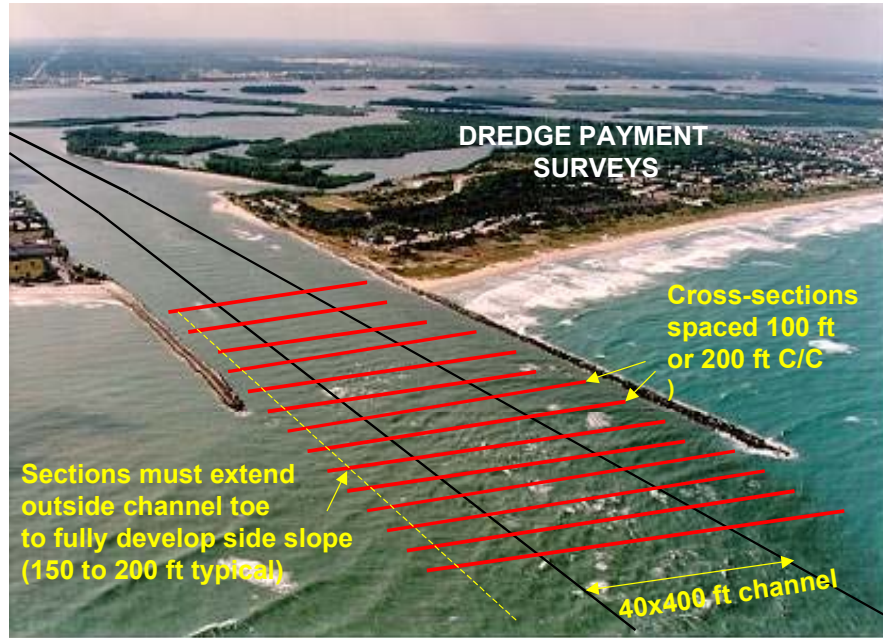 DREDGE PAYMENT
SURVEYS
Cross-sections
spaced 100 ft
or 200 ft C/C
)
Sections must extend
outside channel toe
to fully develop side slope
(150 to 200 ft typical)
40x400 ft channel